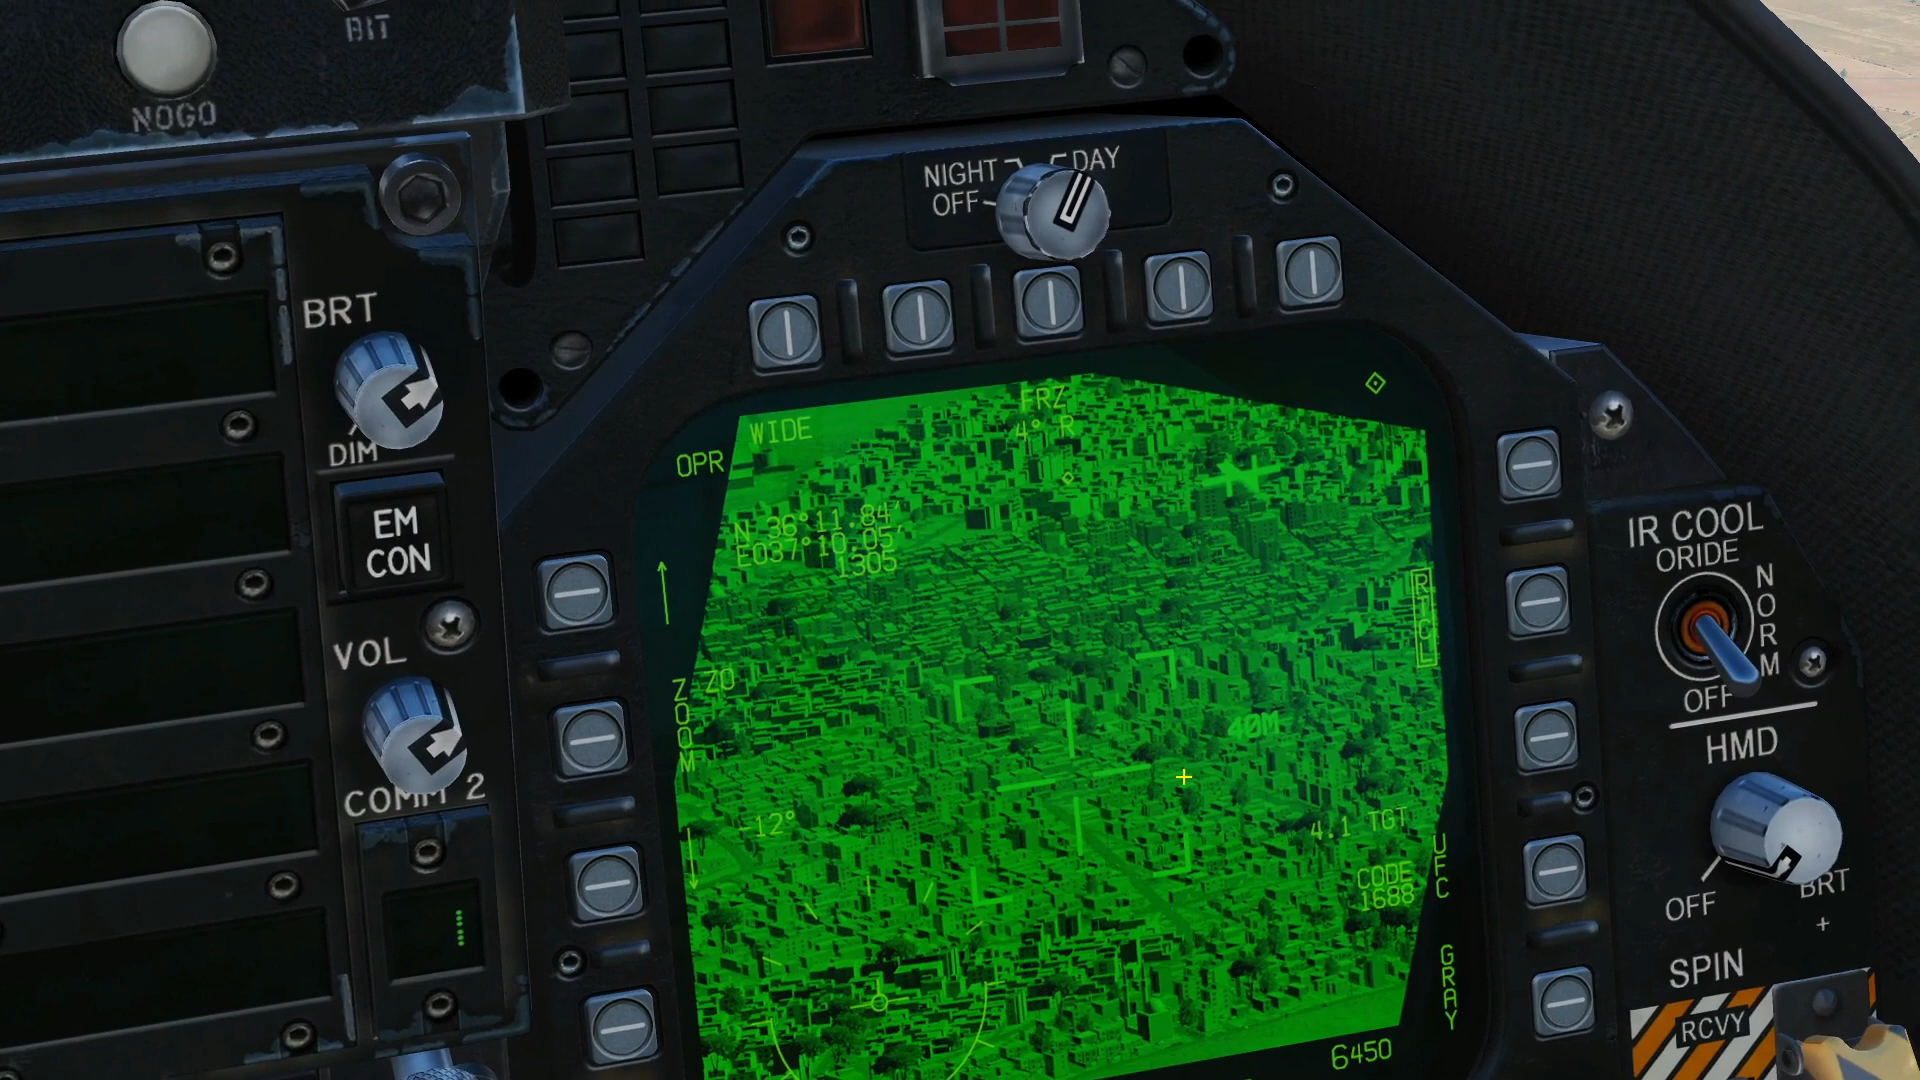 BIT
NOGO
NIGHT
DAY
OFF
BRT
DIM
EM
CON
VOL
COMM 2
FRZ
4° R
WIDE
OPR
N 36°11.84'
E037°10.05'
1305
RTCL
ZOOM
Z0
40M
-12°
4.1 TGT
UFC
CODE
1688
GRAY
6450
IR COOL
ORIDE
NORM
OFF
HMD
OFF
BRT
+
SPIN
RCVY